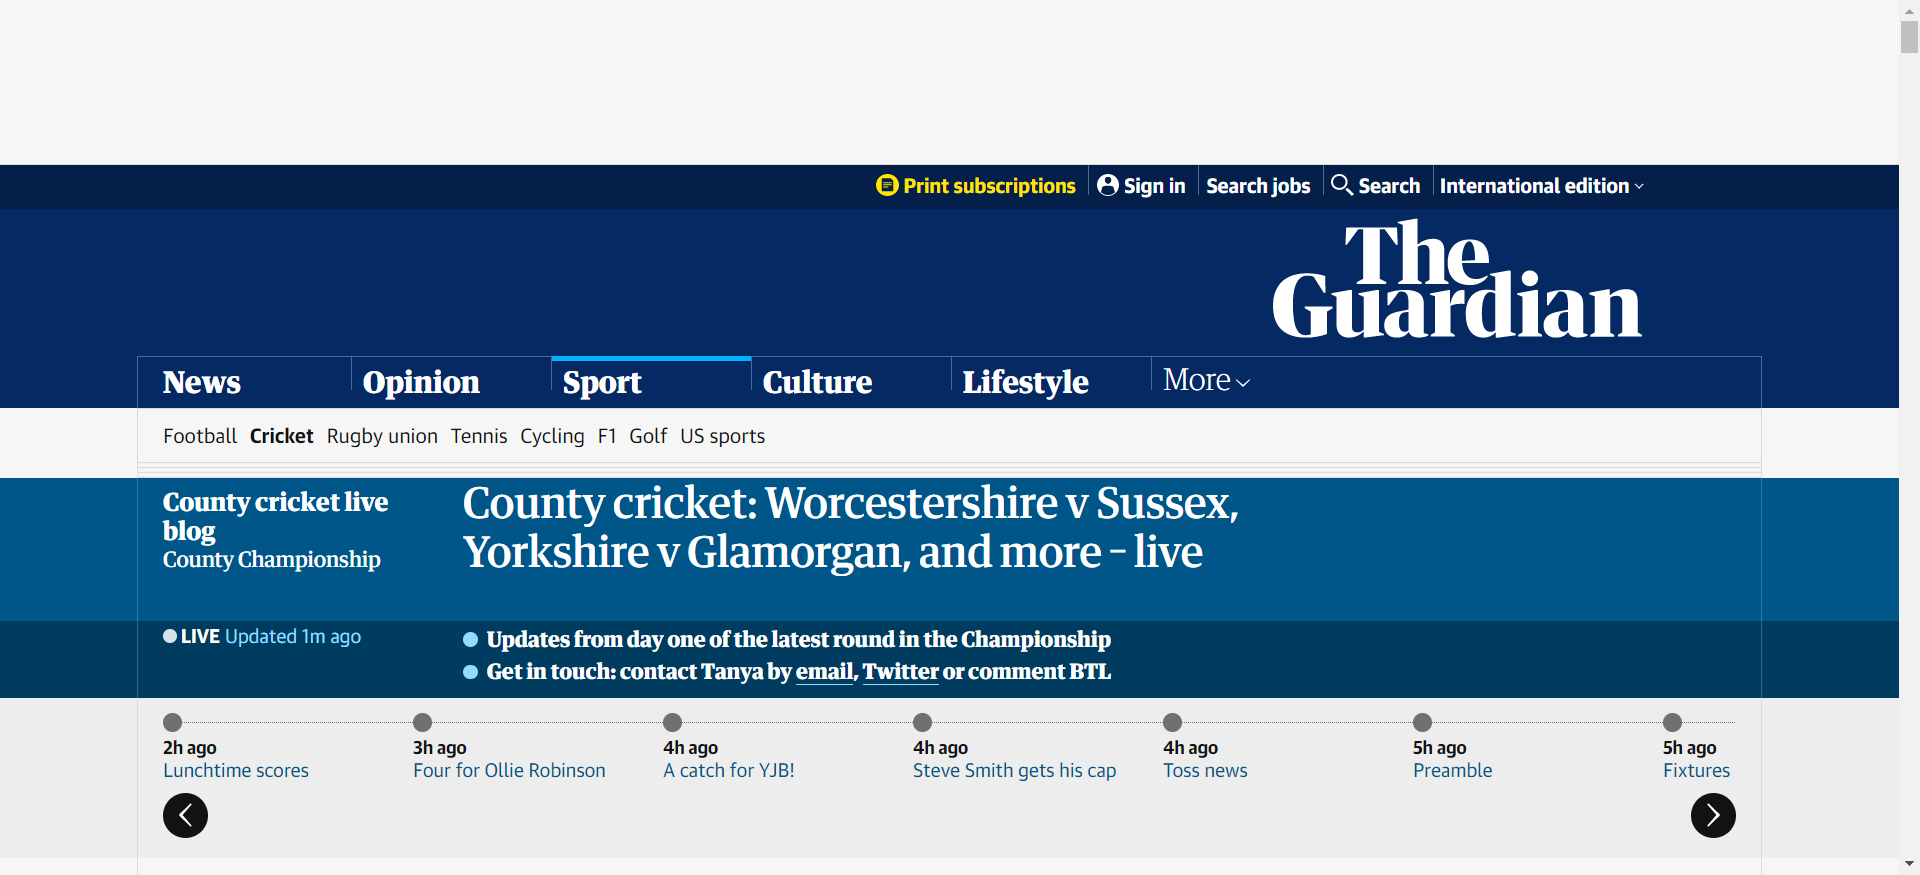 Print subscriptions
Sign in
Search jobs
Search
International edition
The
Guardian
News
Opinion
Sport
Culture
Lifestyle
More
Football
Cricket
Rugby union
Tennis
Cycling
F1
Golf
US sports
County cricket live
blog
County Championship
County cricket: Worcestershire v Sussex,
Yorkshire v Glamorgan, and more – live
LIVE Updated 1m ago
Updates from day one of the latest round in the Championship
Get in touch: contact Tanya by email, Twitter or comment BTL
2h ago
Lunchtime scores
3h ago
Four for Ollie Robinson
4h ago
A catch for YJB!
4h ago
Steve Smith gets his cap
4h ago
Toss news
5h ago
Preamble
5h ago
Fixtures